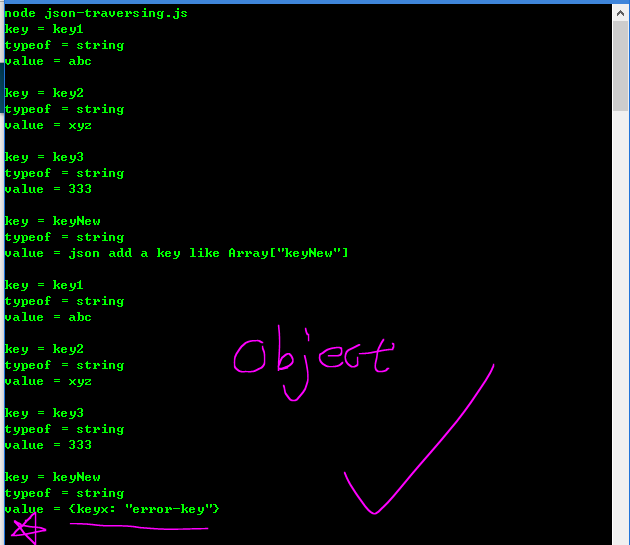 node json-traversing.js
key = key1
typeof = string
value = abc
key = key2
typeof = string
value = xyz
key = key3
typeof = string
value = 333
key = keyNew
typeof = string
value = json add a key like Array["keyNew"]
key = key1
typeof = string
value = abc
key = key2
typeof = string
value = xyz
object
key = key3
typeof = string
value = 333
key = keyNew
typeof = string
value = {keyx: "error-key"}